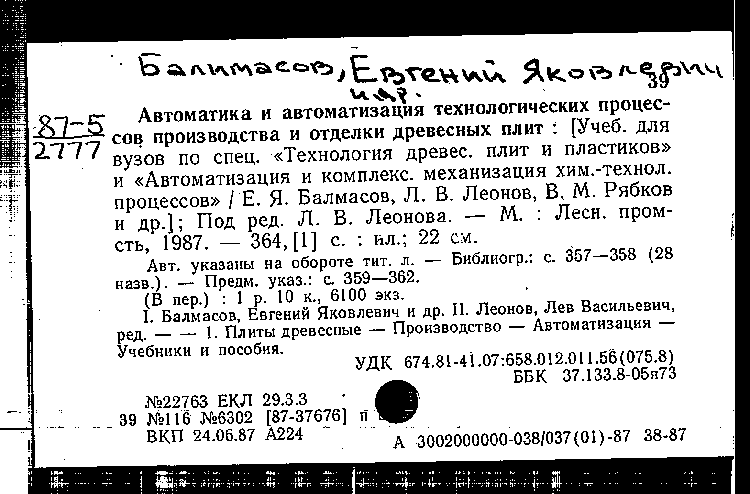 Балмасов, Евгений Яковлевич
и др.
39
87-5
2777
Автоматика и автоматизация технологических процес-
сов производства и отделки древесных плит : [Учеб. для
вузов по спец. «Технология древес. плит и пластиков»
и «Автоматизация и комплекс. механизация хим.-технол.
процессов» / Е. Я. Балмасов, Л. В. Леонов, В. М. Рябков
и др.]; Под ред. Л. В. Леонова. — М. : Лесн. пром-
сть, 1987. — 364, [1] с. : ил.; 22 см.
Авт. указаны на обороте тит. л. — Библиогр.: с. 357—358 (28
назв.). — Предм. указ.: с. 359—362.
(В пер.) : 1 р. 10 к., 6100 экз.
I. Балмасов, Евгений Яковлевич и др. II. Леонов, Лев Васильевич,
ред. — — 1. Плиты древесные — Производство — Автоматизация —
Учебники и пособия.
УДК 674.81-41.07:658.012.011.56(075.8)
ББК 37.133.8-05я73
№22763 ЕКЛ 29.3.3
39 №116 №6302 [87-37676] п
ВКП 24.06.87 А224
А 3002000000-038/037(01)-87 38-87